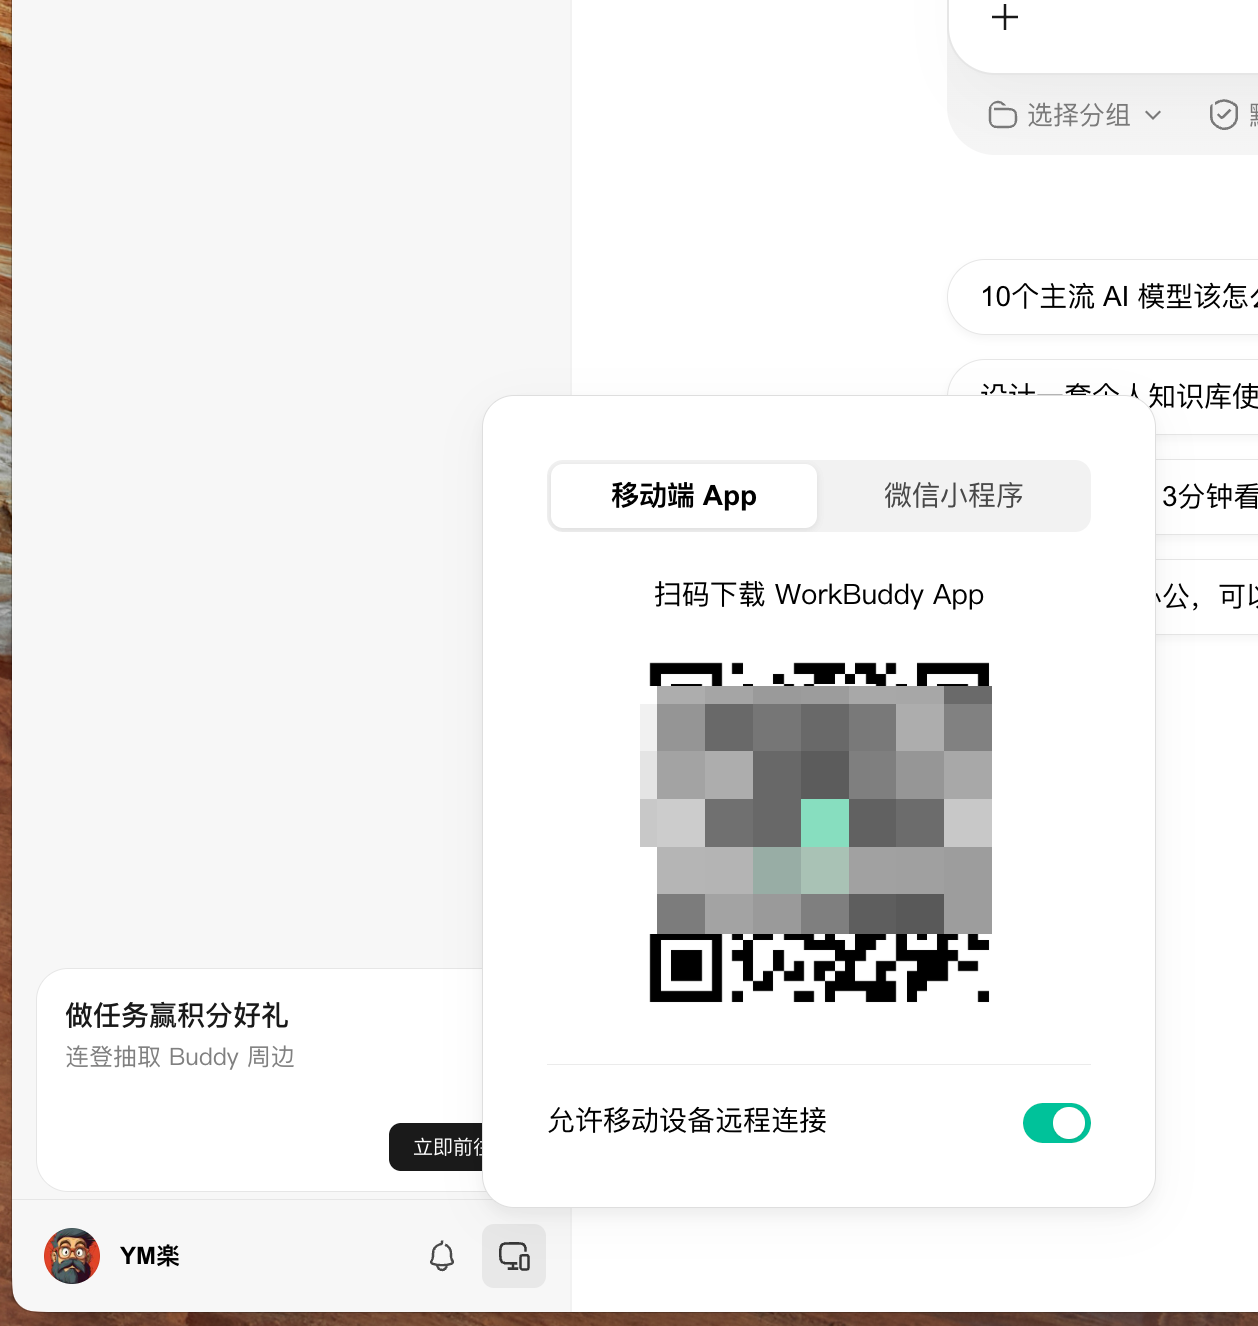 选择分组
10个主流 AI 模型该怎
知识库使
3分钟看
公，可以
移动端 App
微信小程序
扫码下载 WorkBuddy App
允许移动设备远程连接
做任务赢积分好礼
连登抽取 Buddy 周边
立即前往
YM楽